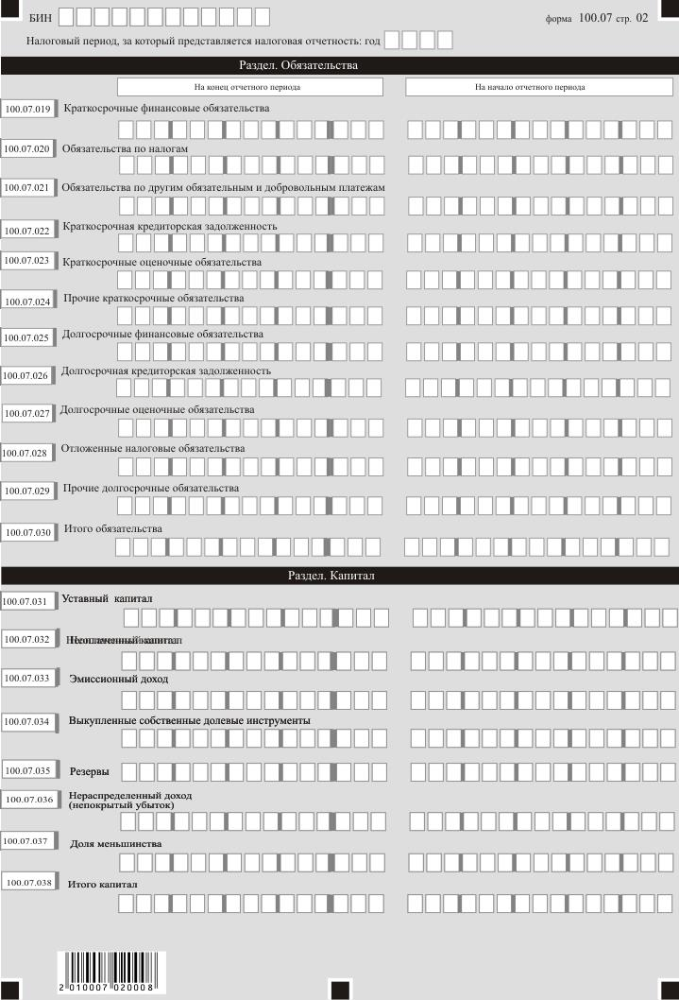 БИН форма 100.07 стр. 02
Налоговый период, за который представляется налоговая отчетность: год
Раздел. Обязательства
На конец отчетного периода На начало отчетного периода
100.07.019 Краткосрочные финансовые обязательства
100.07.020 Обязательства по налогам
100.07.021 Обязательства по другим обязательным и добровольным платежам
100.07.022 Краткосрочная кредиторская задолженность
100.07.023 Краткосрочные оценочные обязательства
100.07.024 Прочие краткосрочные обязательства
100.07.025 Долгосрочные финансовые обязательства
100.07.026 Долгосрочная кредиторская задолженность
100.07.027 Долгосрочные оценочные обязательства
100.07.028 Отложенные налоговые обязательства
100.07.029 Прочие долгосрочные обязательства
100.07.030 Итого обязательства
Раздел. Капитал
100.07.031 Уставный капитал
100.07.032 Неоплаченный капитал
100.07.033 Эмиссионный доход
100.07.034 Выкупленные собственные долевые инструменты
100.07.035 Резервы
100.07.036 Нераспределенный доход
(непокрытый убыток)
100.07.037 Доля меньшинства
100.07.038 Итого капитал
2 010007 020008